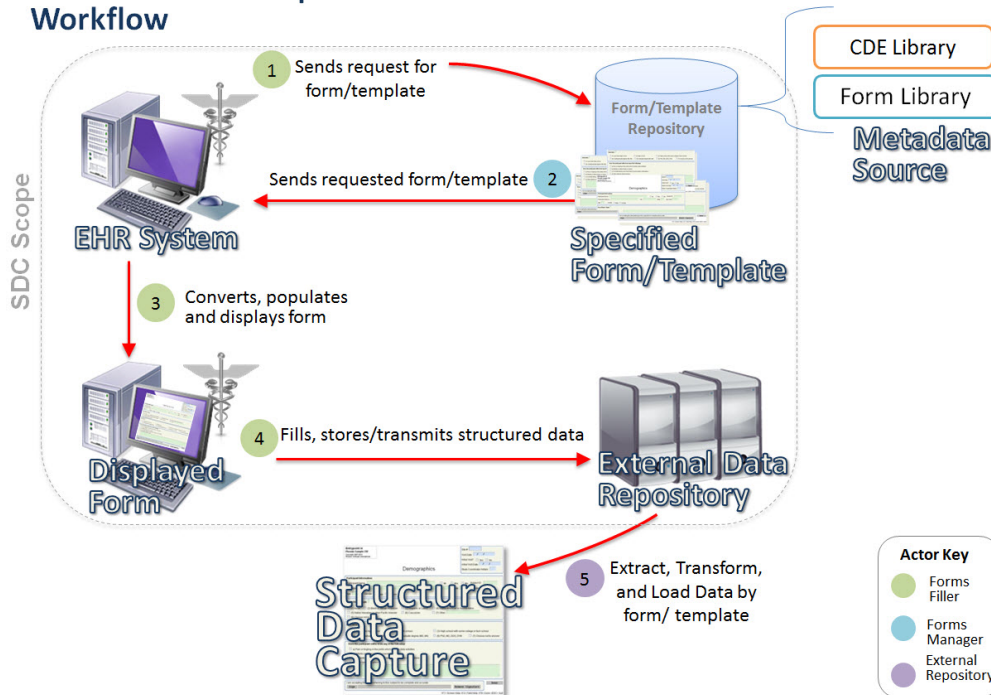 Workflow
CDE Library
Form Library
Metadata
Source
1
Sends request for
form/template
Form/Template
Repository
Sends requested form/template
2
Demographics
EHR System
Specified
Form/Template
SDC Scope
3
Converts, populates
and displays form
4
Fills, stores/transmits structured data
Displayed
Form
External Data
Repository
Demographics
Structured
Data
Capture
5
Extract, Transform,
and Load Data by
form/ template
Actor Key
Forms
Filler
Forms
Manager
External
Repository